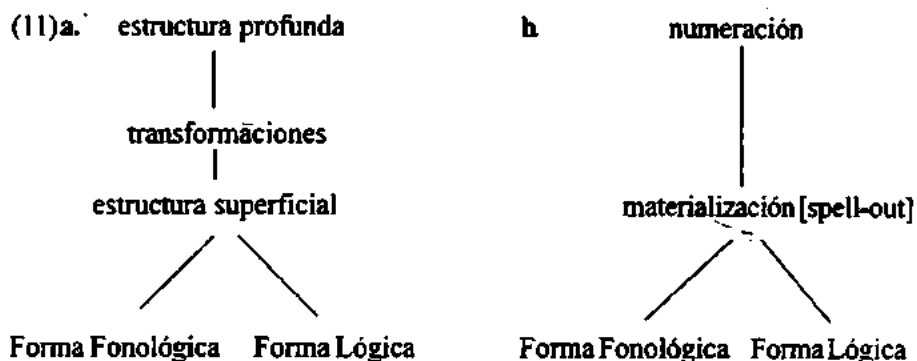 (11)a. estructura profunda
transformaciones
estructura superficial
Forma Fonológica Forma Lógica
h numeración
materialización [spell-out]
Forma Fonológica Forma Lógica